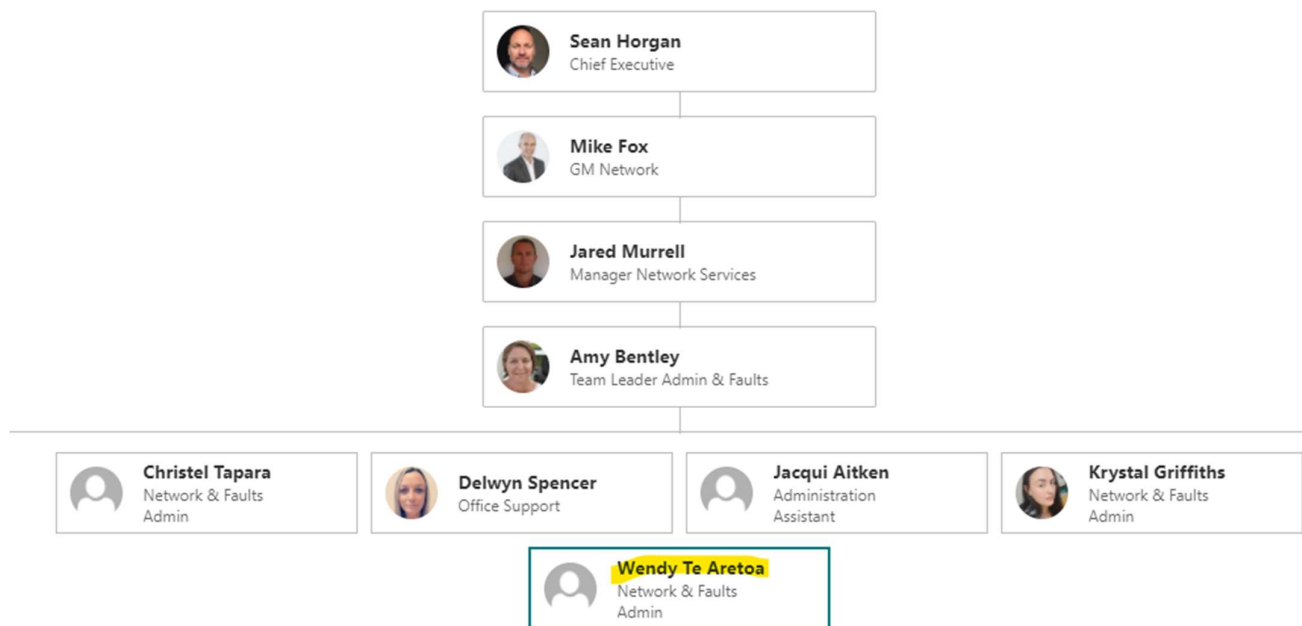 Sean Horgan
Chief Executive
Mike Fox
GM Network
Jared Murrell
Manager Network Services
Amy Bentley
Team Leader Admin & Faults
Christel Tapara
Network & Faults
Admin
Delwyn Spencer
Office Support
Jacqui Aitken
Administration
Assistant
Krystal Griffiths
Network & Faults
Admin
Wendy Te Aretoa
Network & Faults
Admin